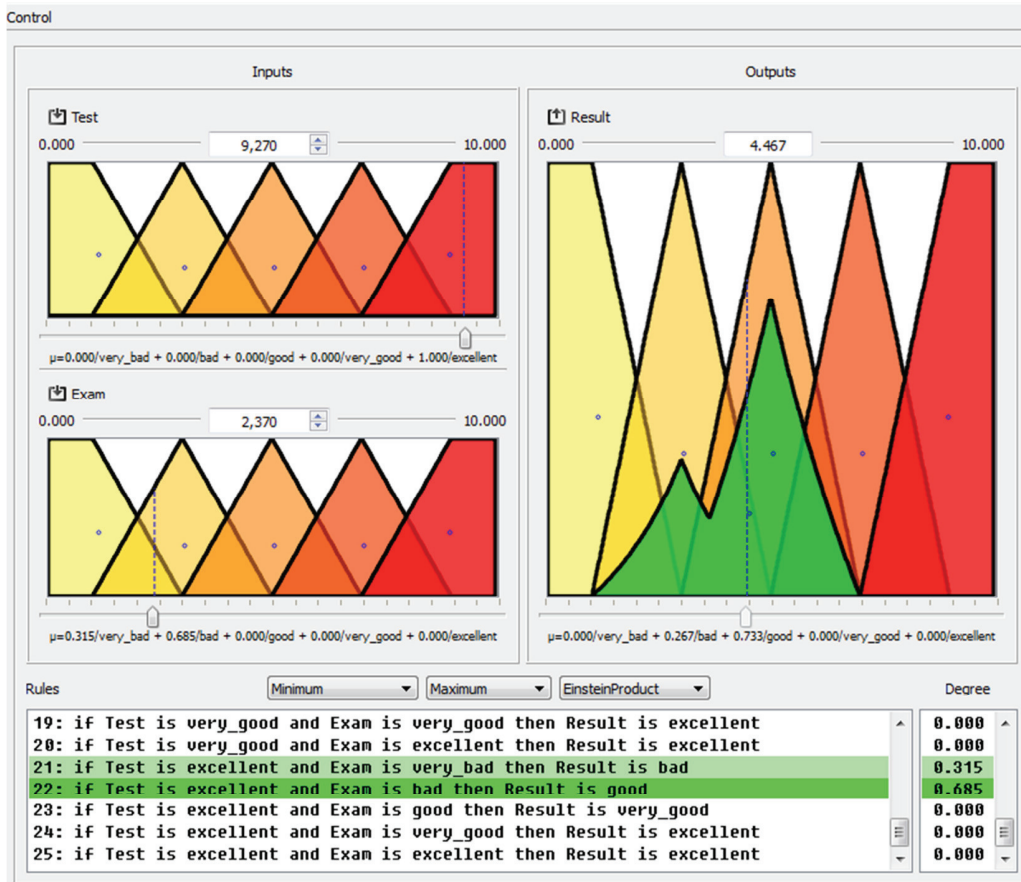 Control
Inputs
Test
0.000 9,270 10.000
μ=0.000/very_bad + 0.000/bad + 0.000/good + 0.000/very_good + 1.000/excellent
Exam
0.000 2,370 10.000
μ=0.315/very_bad + 0.685/bad + 0.000/good + 0.000/very_good + 0.000/excellent
Outputs
Result
0.000 4.467 10.000
μ=0.000/very_bad + 0.267/bad + 0.733/good + 0.000/very_good + 0.000/excellent
Rules Minimum Maximum EinsteinProduct Degree
19: if Test is very_good and Exam is very_good then Result is excellent 0.000
20: if Test is very_good and Exam is excellent then Result is excellent 0.000
21: if Test is excellent and Exam is very_bad then Result is bad 0.315
22: if Test is excellent and Exam is bad then Result is good 0.685
23: if Test is excellent and Exam is good then Result is very_good 0.000
24: if Test is excellent and Exam is very_good then Result is excellent 0.000
25: if Test is excellent and Exam is excellent then Result is excellent 0.000